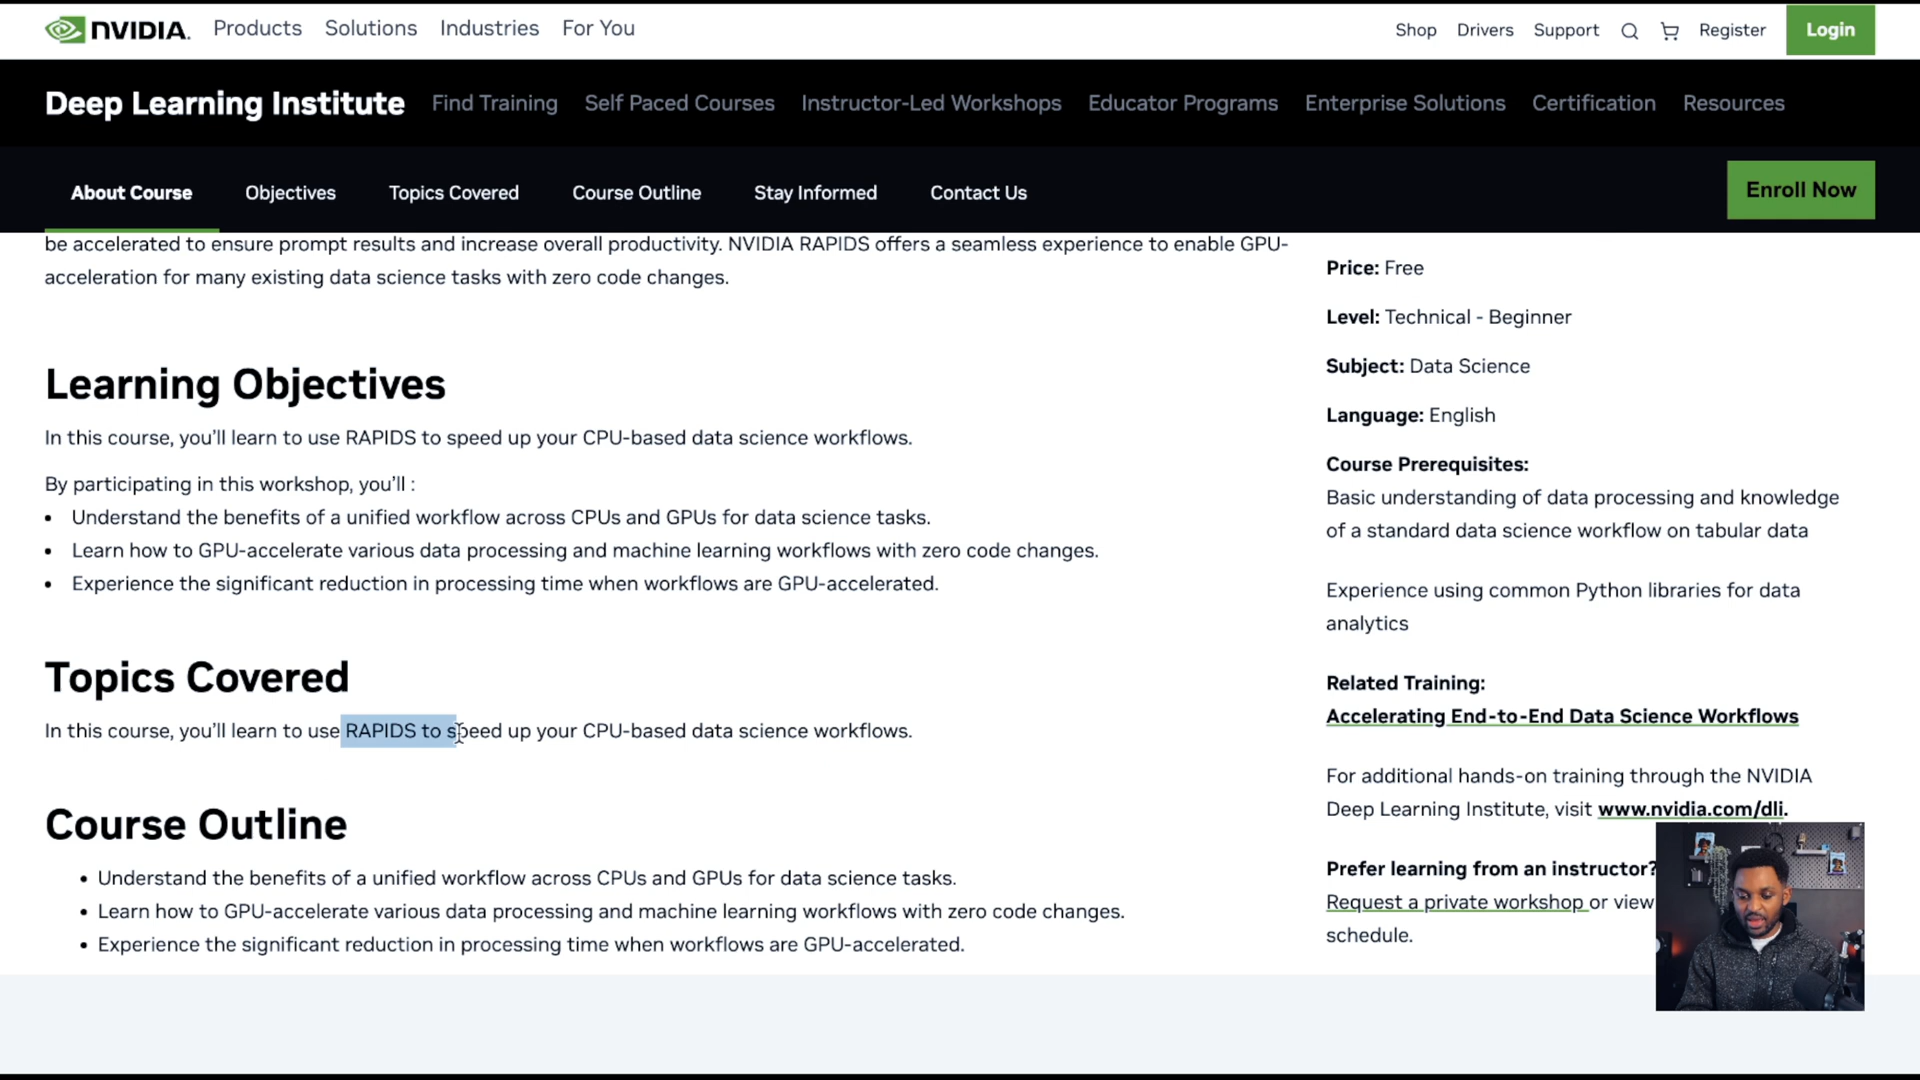 NVIDIA. Products Solutions Industries For You Shop Drivers Support Register Login
Deep Learning Institute Find Training Self Paced Courses Instructor-Led Workshops Educator Programs Enterprise Solutions Certification Resources
About Course Objectives Topics Covered Course Outline Stay Informed Contact Us Enroll Now
be accelerated to ensure prompt results and increase overall productivity. NVIDIA RAPIDS offers a seamless experience to enable GPU-
acceleration for many existing data science tasks with zero code changes.
Learning Objectives
In this course, you’ll learn to use RAPIDS to speed up your CPU-based data science workflows.
By participating in this workshop, you’ll :
• Understand the benefits of a unified workflow across CPUs and GPUs for data science tasks.
• Learn how to GPU-accelerate various data processing and machine learning workflows with zero code changes.
• Experience the significant reduction in processing time when workflows are GPU-accelerated.
Topics Covered
In this course, you’ll learn to use RAPIDS to speed up your CPU-based data science workflows.
Course Outline
• Understand the benefits of a unified workflow across CPUs and GPUs for data science tasks.
• Learn how to GPU-accelerate various data processing and machine learning workflows with zero code changes.
• Experience the significant reduction in processing time when workflows are GPU-accelerated.
Price: Free
Level: Technical - Beginner
Subject: Data Science
Language: English
Course Prerequisites:
Basic understanding of data processing and knowledge
of a standard data science workflow on tabular data
Experience using common Python libraries for data
analytics
Related Training:
Accelerating End-to-End Data Science Workflows
For additional hands-on training through the NVIDIA
Deep Learning Institute, visit www.nvidia.com/dli.
Prefer learning from an instructor?
Request a private workshop or view
schedule.